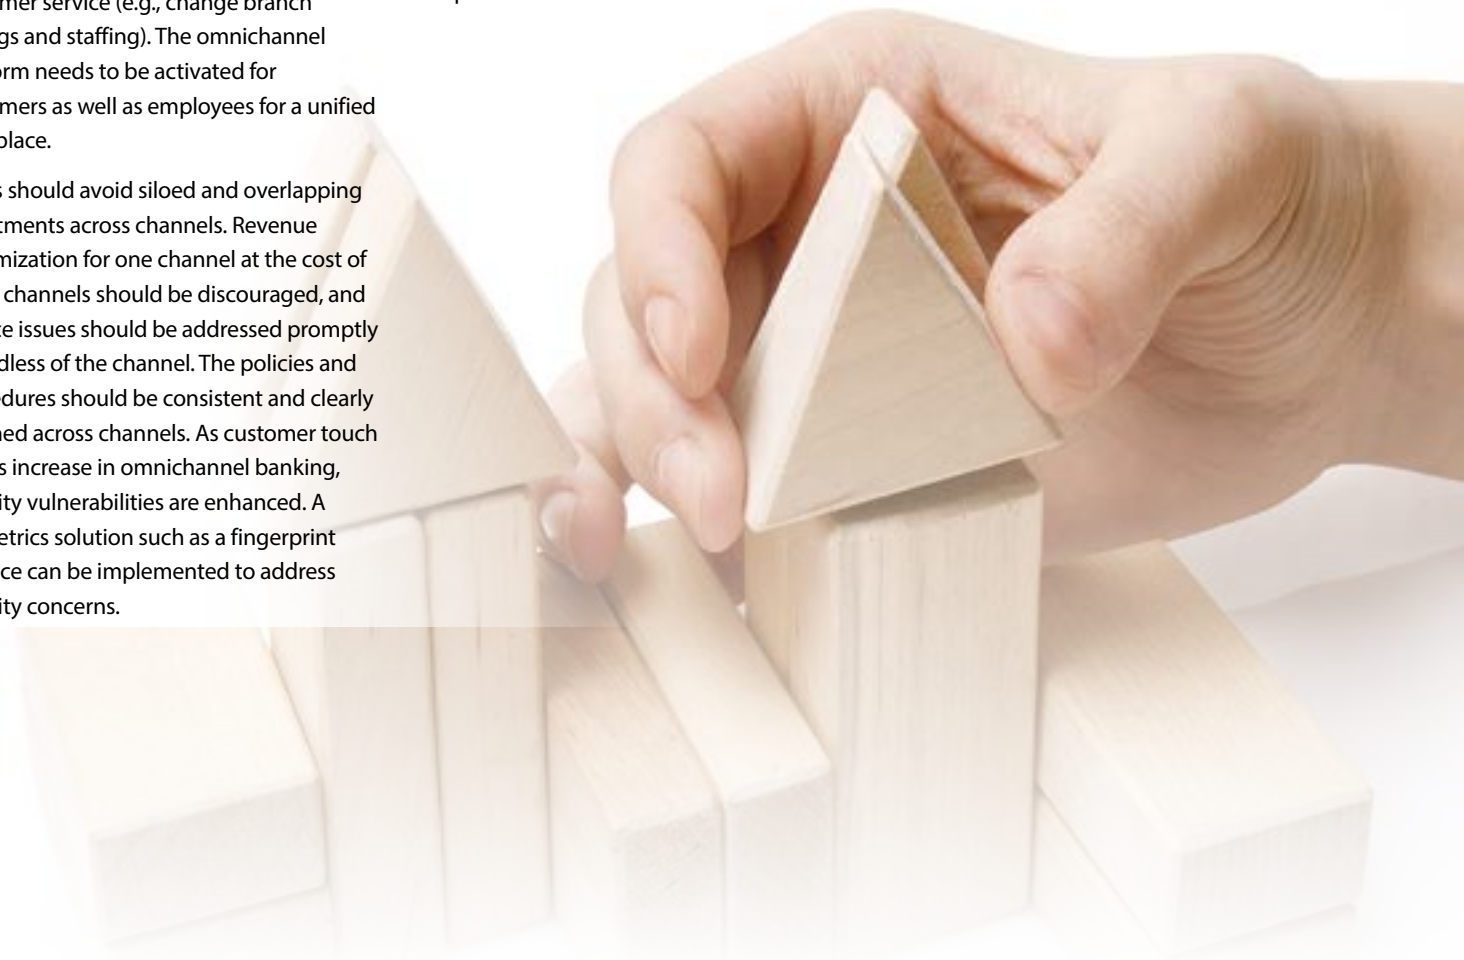 mer service (e.g., change branch
gs and staffing). The omnichannel
orm needs to be activated for
mers as well as employees for a unified
place.
s should avoid siloed and overlapping
tments across channels. Revenue
mization for one channel at the cost of
channels should be discouraged, and
e issues should be addressed promptly
dless of the channel. The policies and
edures should be consistent and clearly
ned across channels. As customer touch
s increase in omnichannel banking,
ity vulnerabilities are enhanced. A
etrics solution such as a fingerprint
ce can be implemented to address
ity concerns.